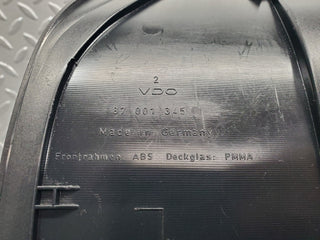 2
VDO
87 001 345
Made in Germany
Frontrahmen: ABS Deckglas: PMMA